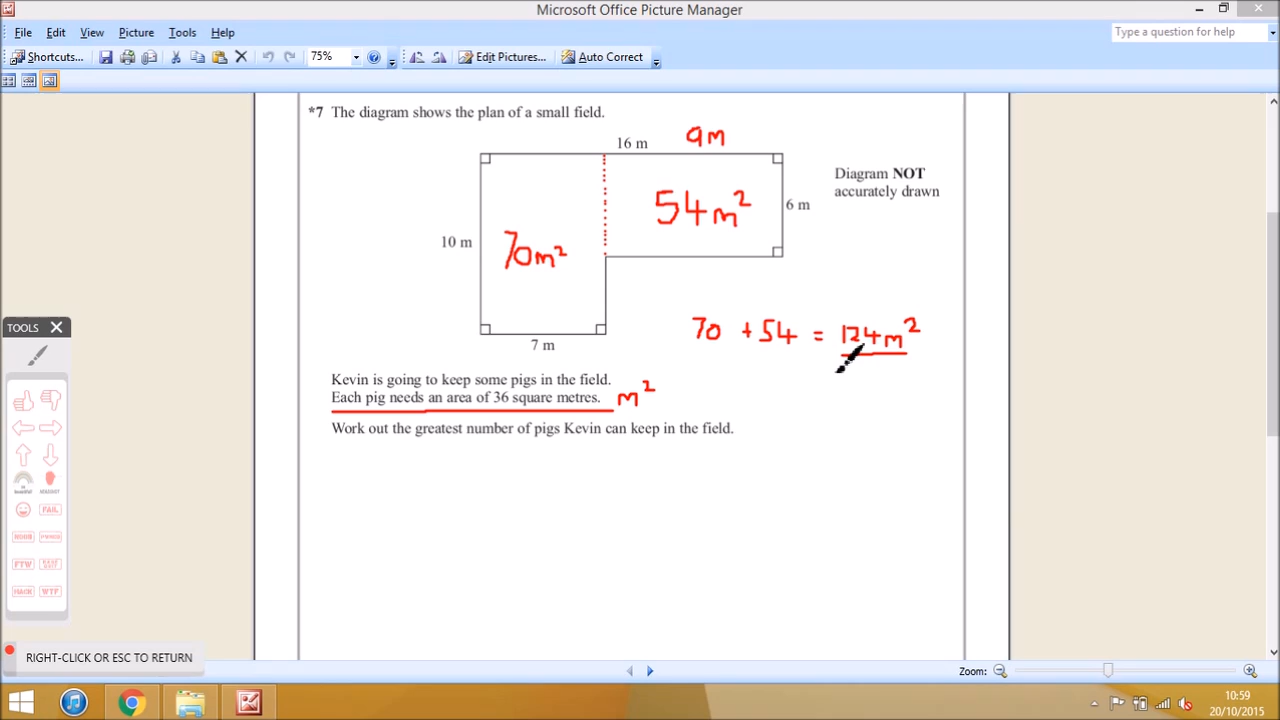 Microsoft Office Picture Manager
File Edit View Picture Tools Help
Type a question for help
Shortcuts...
75%
Edit Pictures...
Auto Correct
*7 The diagram shows the plan of a small field.
16 m
9m
Diagram NOT
accurately drawn
54m²
6 m
10 m
70m²
TOOLS
70 + 54 = 124m²
7 m
Kevin is going to keep some pigs in the field.
Each pig needs an area of 36 square metres. m²
Work out the greatest number of pigs Kevin can keep in the field.
FAIL
NOOB
FTW
HACK WTF
RIGHT-CLICK OR ESC TO RETURN
Zoom:
10:59
20/10/2015